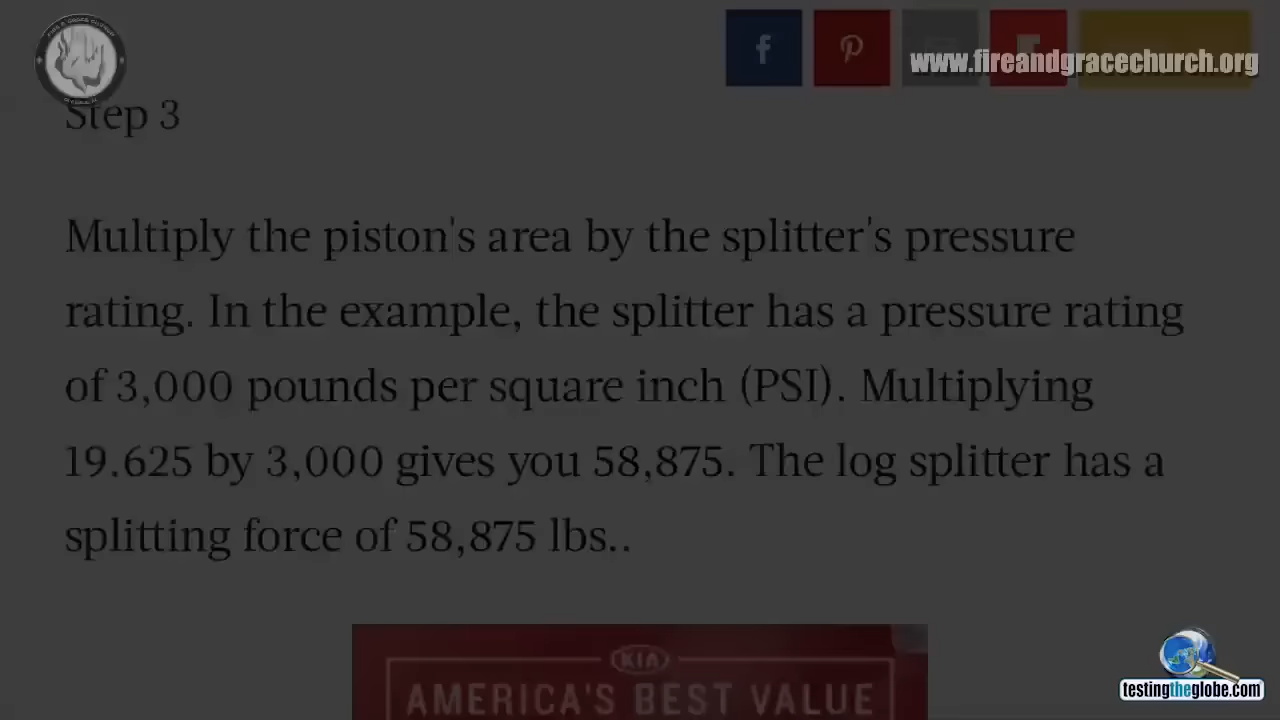 www.fireandgracechurch.org
Step 3
Multiply the piston's area by the splitter's pressure
rating. In the example, the splitter has a pressure rating
of 3,000 pounds per square inch (PSI). Multiplying
19.625 by 3,000 gives you 58,875. The log splitter has a
splitting force of 58,875 lbs..
KIA
AMERICA'S BEST VALUE
testingtheglobe.com